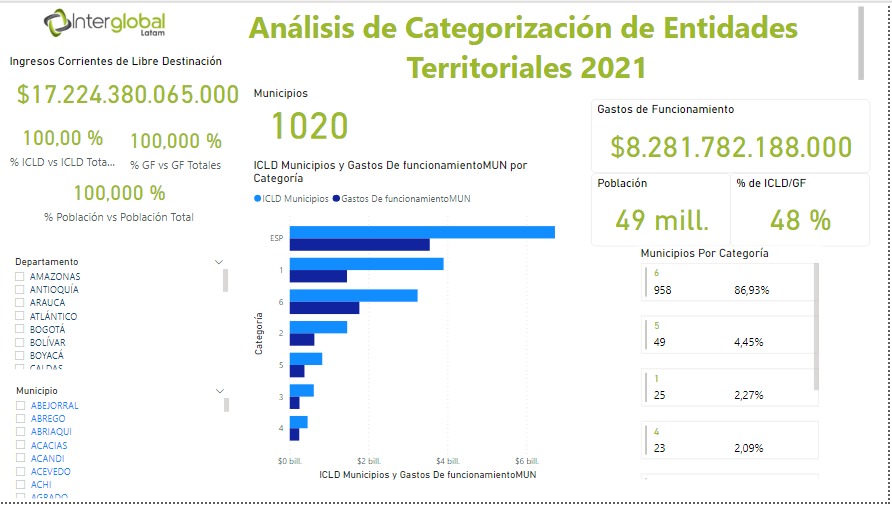 Interglobal
Latam
Análisis de Categorización de Entidades
Territoriales 2021
Ingresos Corrientes de Libre Destinación
$17.224.380.065.000
100,00 %
% ICLD vs ICLD Tota...
100,000 %
% GF vs GF Totales
100,000 %
% Población vs Población Total
Municipios
1020
Gastos de Funcionamiento
$8.281.782.188.000
Población
49 mill.
% de ICLD/GF
48 %
ICLD Municipios y Gastos De funcionamientoMUN por
Categoría
ICLD Municipios Gastos De funcionamientoMUN
Categoría
ESP
1
6
2
5
3
4
$0 bill. $2 bill. $4 bill. $6 bill.
ICLD Municipios y Gastos De funcionamientoMUN
Municipios Por Categoría
6
958 86,93%
5
49 4,45%
1
25 2,27%
4
23 2,09%
Departamento
AMAZONAS
ANTIOQUÍA
ARAUCA
ATLÁNTICO
BOGOTÁ
BOLÍVAR
BOYACÁ
CALDAS
Municipio
ABEJORRAL
ABREGO
ABRIAQUI
ACACIAS
ACANDI
ACEVEDO
ACHI
AGRADO